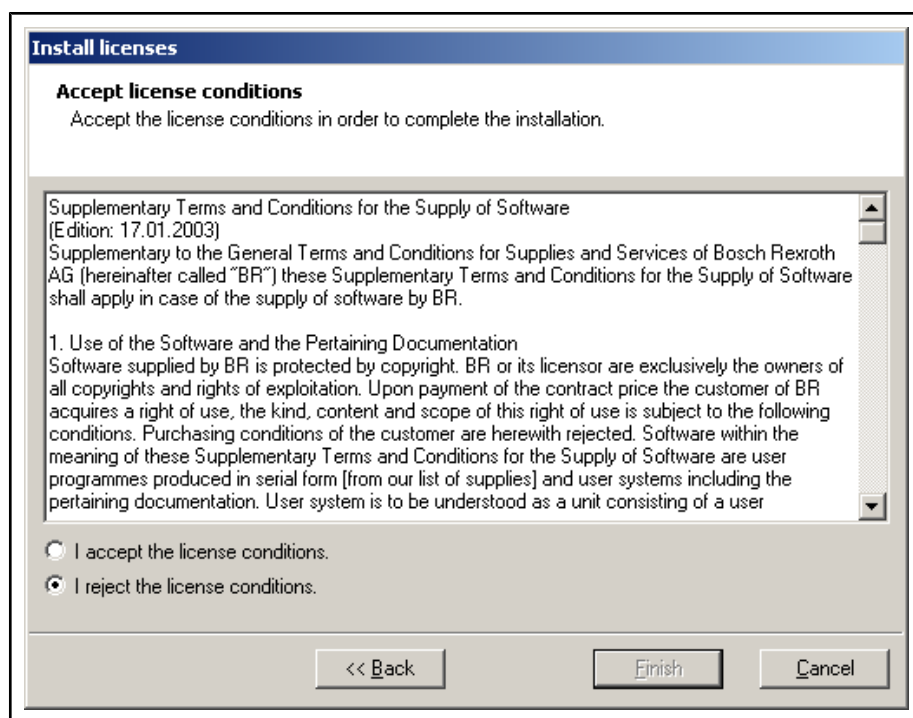 Install licenses
Accept license conditions
Accept the license conditions in order to complete the installation.
Supplementary Terms and Conditions for the Supply of Software
(Edition: 17.01.2003)
Supplementary to the General Terms and Conditions for Supplies and Services of Bosch Rexroth
AG (hereinafter called "BR") these Supplementary Terms and Conditions for the Supply of Software
shall apply in case of the supply of software by BR.
1. Use of the Software and the Pertaining Documentation
Software supplied by BR is protected by copyright. BR or its licensor are exclusively the owners of
all copyrights and rights of exploitation. Upon payment of the contract price the customer of BR
acquires a right of use, the kind, content and scope of this right of use is subject to the following
conditions. Purchasing conditions of the customer are herewith rejected. Software within the
meaning of these Supplementary Terms and Conditions for the Supply of Software are user
programmes produced in serial form [from our list of supplies] and user systems including the
pertaining documentation. User system is to be understood as a unit consisting of a user
I accept the license conditions.
I reject the license conditions.
<< Back
Finish
Cancel